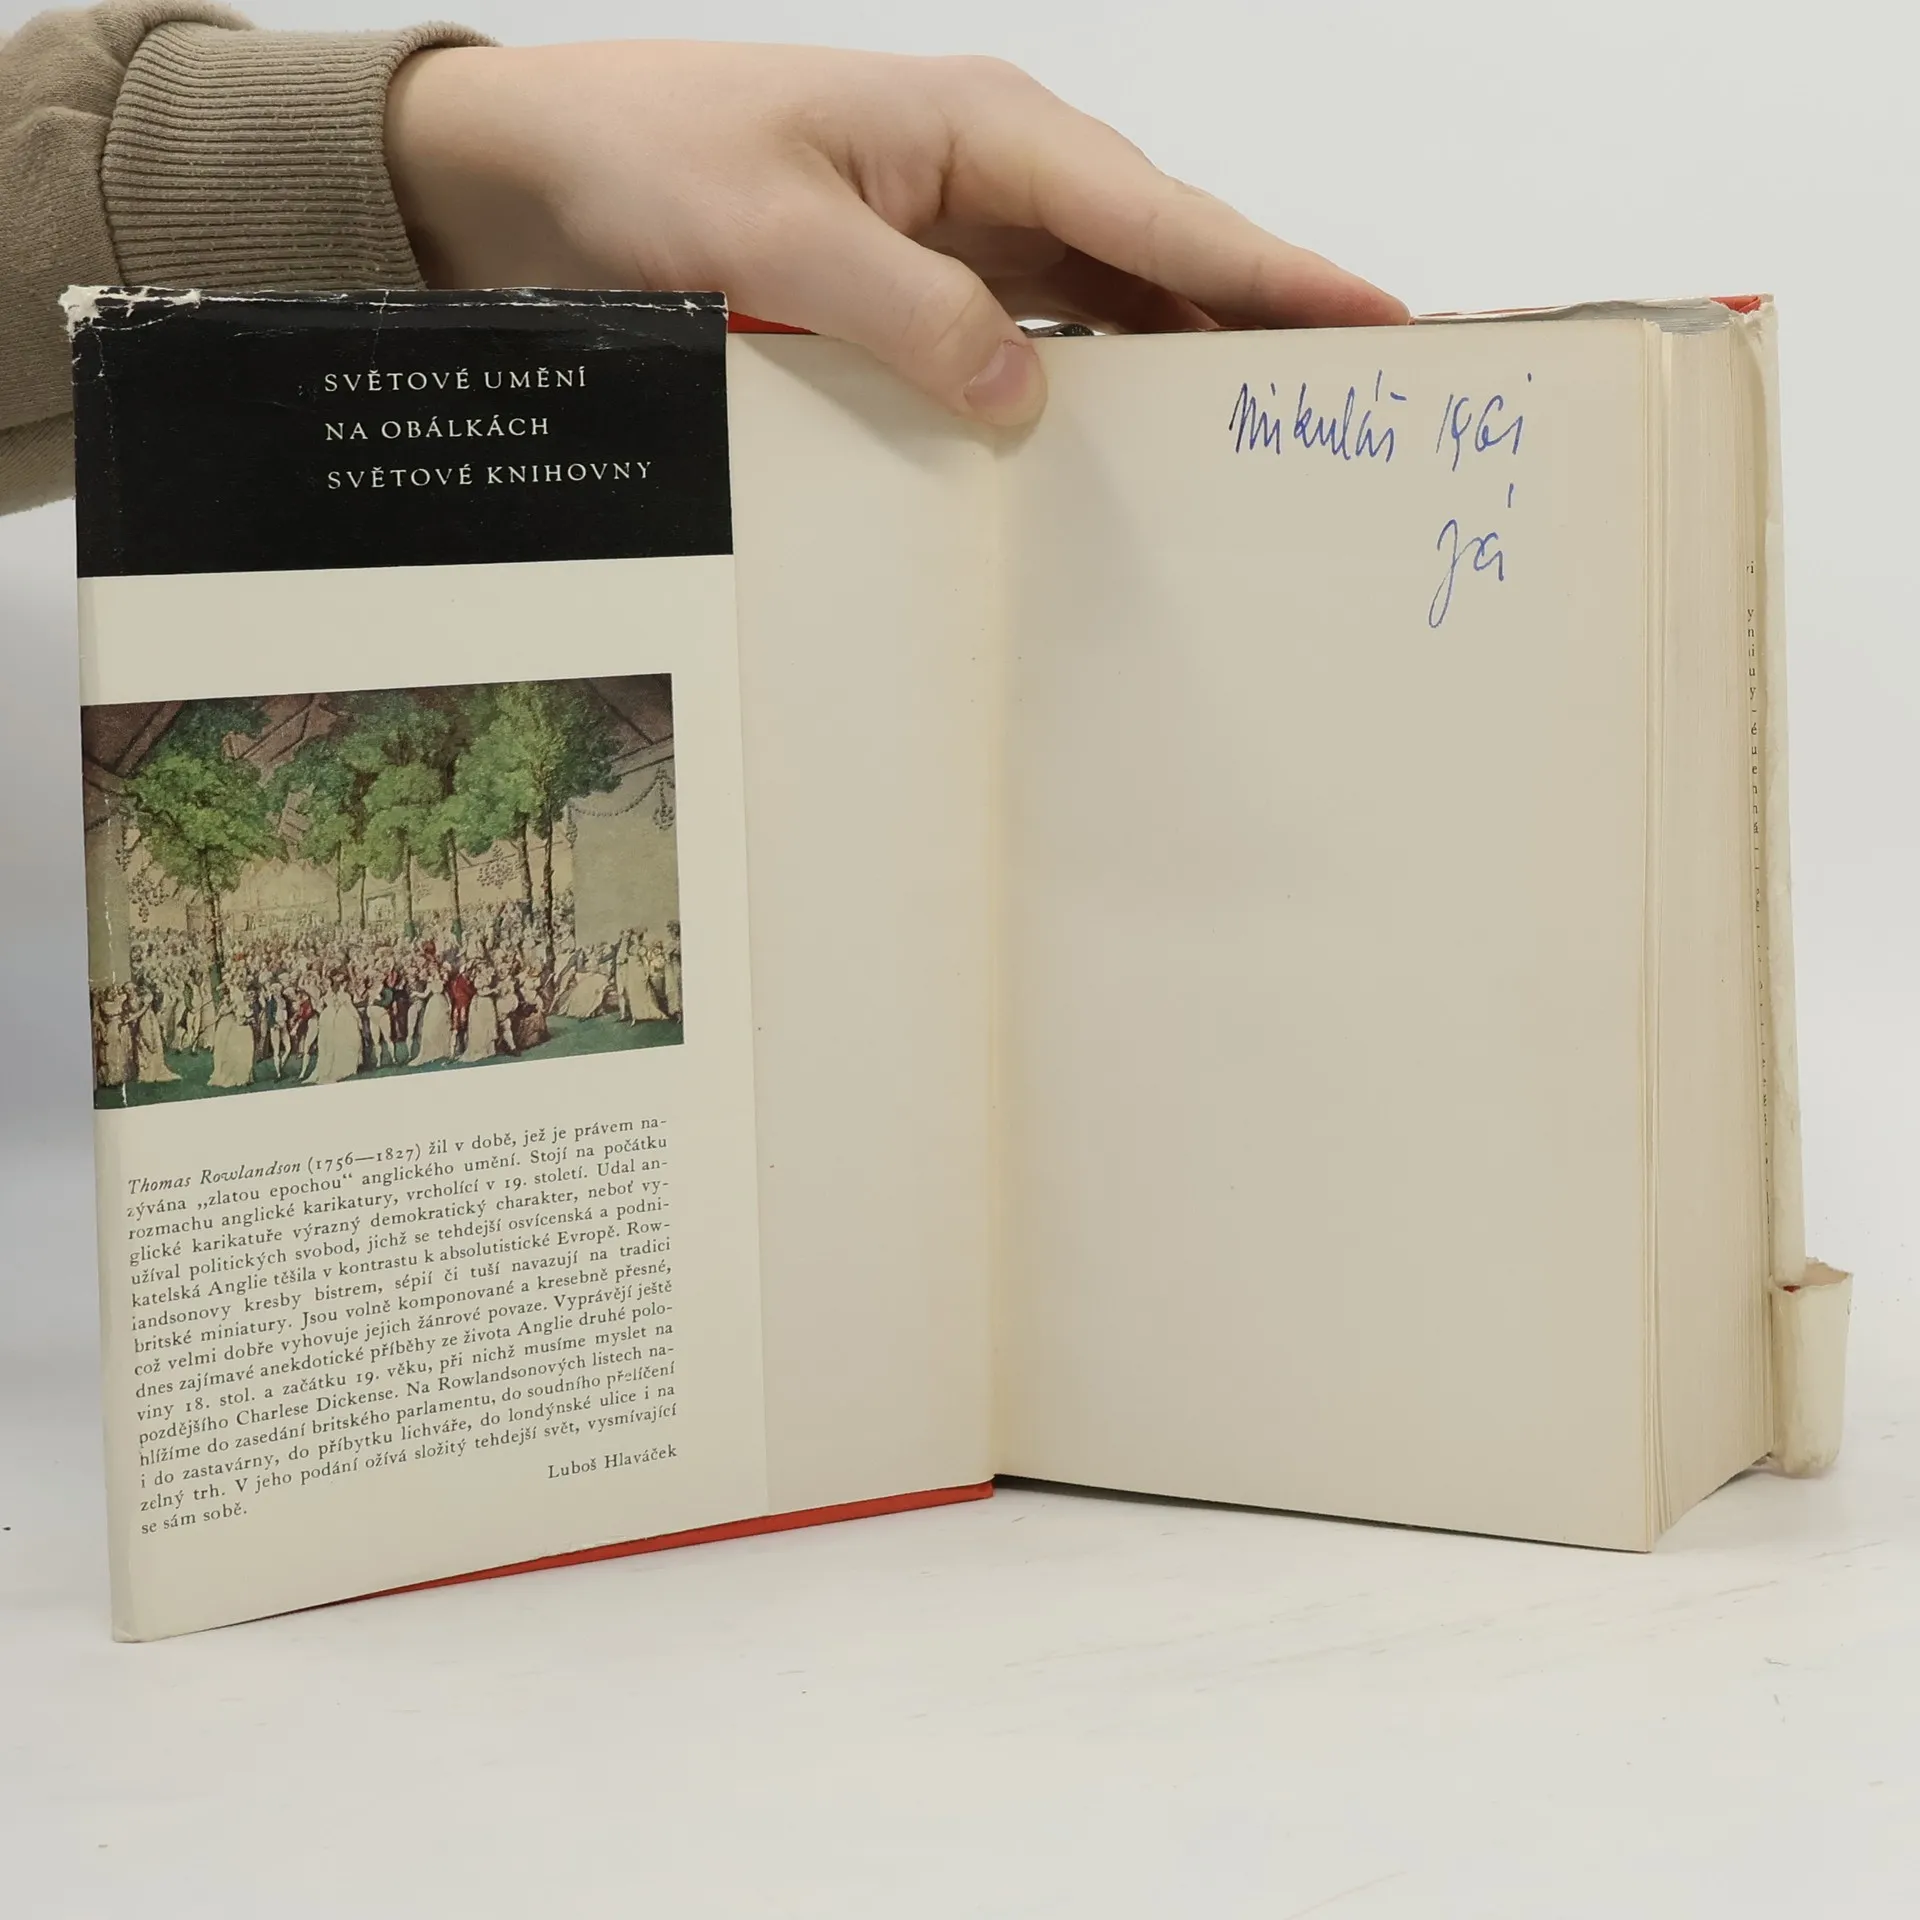 SVĚTOVÉ UMĚNÍ
NA OBÁLKÁCH
SVĚTOVÉ KNIHOVNY
Thomas Rowlandson (1756—1827) žil v době, jež je právem na-
zývána „zlatou epochou“ anglického umění. Stojí na počátku
rozmachu anglické karikatury, vrcholící v 19. století. Udal an-
glické karikatuře výrazný demokratický charakter, neboť vy-
užíval politických svobod, jichž se tehdejší osvícenská a podni-
katelská Anglie těšila v kontrastu k absolutistické Evropě. Row-
landsonovy kresby bistrem, sépií či tuší navazují na tradici
britské miniatury. Jsou volně komponované a kresebně přesné,
což velmi dobře vyhovuje jejich žánrové povaze. Vyprávějí ještě
dnes zajímavé anekdotické příběhy ze života Anglie druhé polo-
viny 18. stol. a začátku 19. věku, při nichž musíme myslet na
pozdějšího Charlese Dickense. Na Rowlandsonových listech na-
hlížíme do zasedání britského parlamentu, do soudního přelíčení
i do zastavárny, do příbytku lichváře, do londýnské ulice i na
zelný trh. V jeho podání ožívá složitý tehdejší svět, vysmívající
se sám sobě.
Luboš Hlaváček
Mikuláš 1961
Já